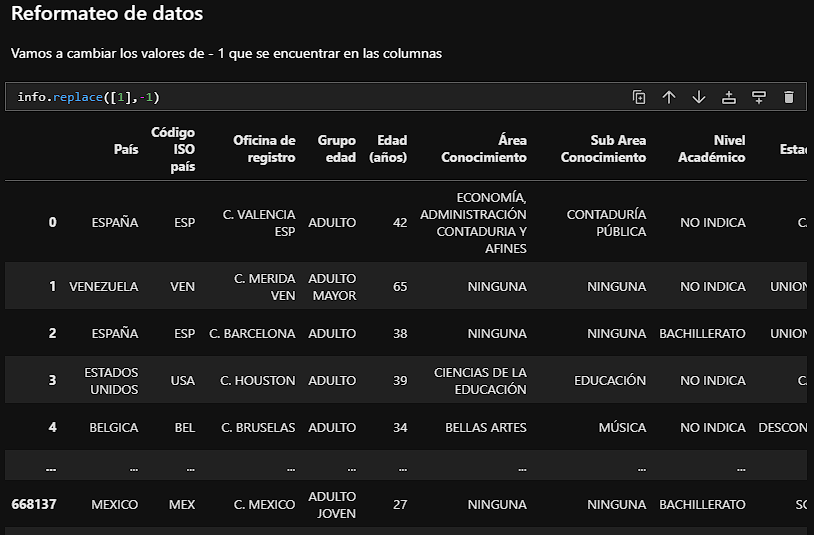 Reformateo de datos
Vamos a cambiar los valores de - 1 que se encuentrar en las columnas
info.replace([1],-1)
País Código ISO país Oficina de registro Grupo edad Edad (años) Área Conocimiento Sub Area Conocimiento Nivel Académico Estac
0 ESPAÑA ESP C. VALENCIA ESP ADULTO 42 ECONOMÍA, ADMINISTRACIÓN CONTADURIA Y AFINES CONTADURÍA PÚBLICA NO INDICA C.
1 VENEZUELA VEN C. MERIDA VEN ADULTO MAYOR 65 NINGUNA NINGUNA NO INDICA UNION
2 ESPAÑA ESP C. BARCELONA ADULTO 38 NINGUNA NINGUNA BACHILLERATO UNION
3 ESTADOS UNIDOS USA C. HOUSTON ADULTO 39 CIENCIAS DE LA EDUCACIÓN EDUCACIÓN NO INDICA C.
4 BELGICA BEL C. BRUSELAS ADULTO 34 BELLAS ARTES MÚSICA NO INDICA DESCON
... ... ... ... ... ... ... ... ...
668137 MEXICO MEX C. MEXICO ADULTO JOVEN 27 NINGUNA NINGUNA BACHILLERATO SO